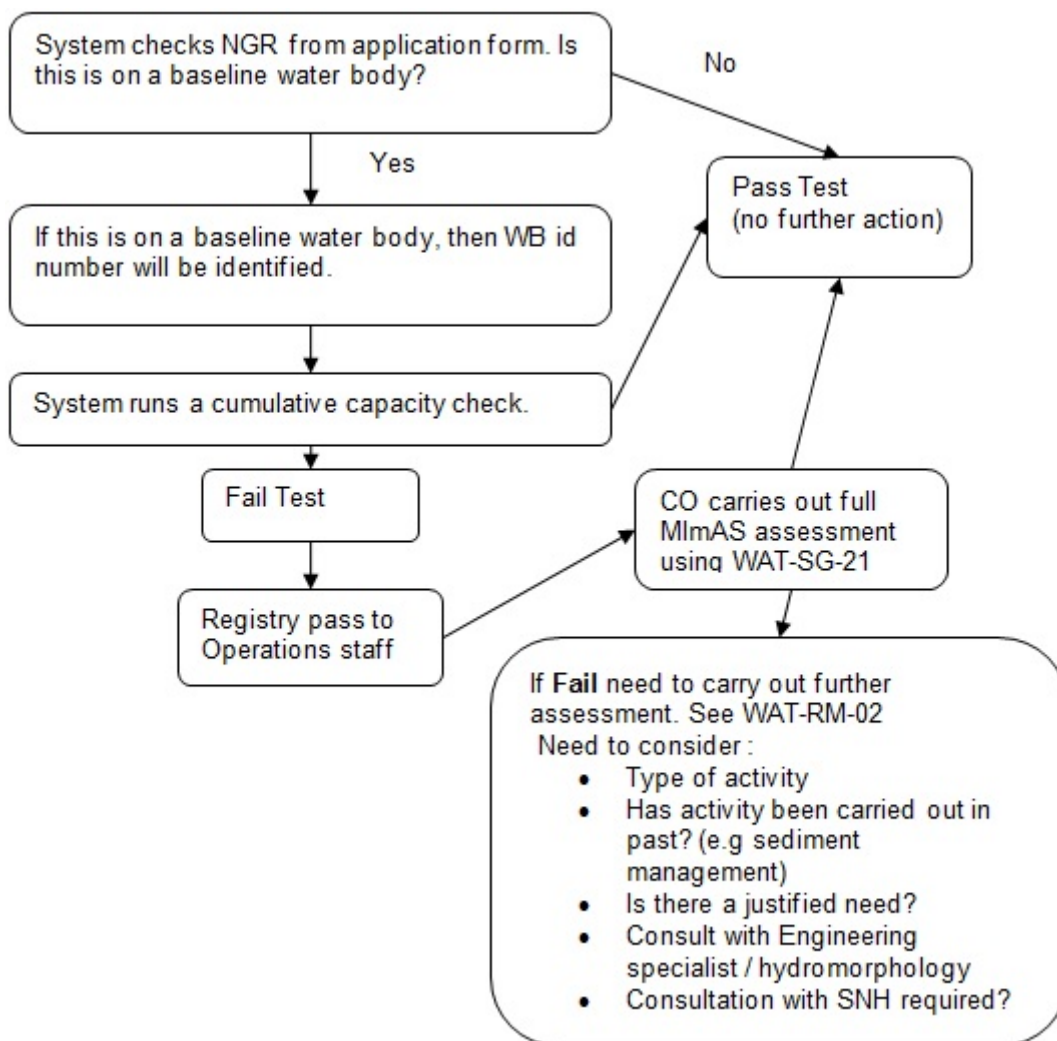 System checks NGR from application form. Is
this is on a baseline water body?
No
Yes
Pass Test
(no further action)
If this is on a baseline water body, then WB id
number will be identified.
System runs a cumulative capacity check.
Fail Test
CO carries out full
MImAS assessment
using WAT-SG-21
Registry pass to
Operations staff
If Fail need to carry out further
assessment. See WAT-RM-02
Need to consider :
• Type of activity
• Has activity been carried out in
past? (e.g sediment
management)
• Is there a justified need?
• Consult with Engineering
specialist / hydromorphology
• Consultation with SNH required?